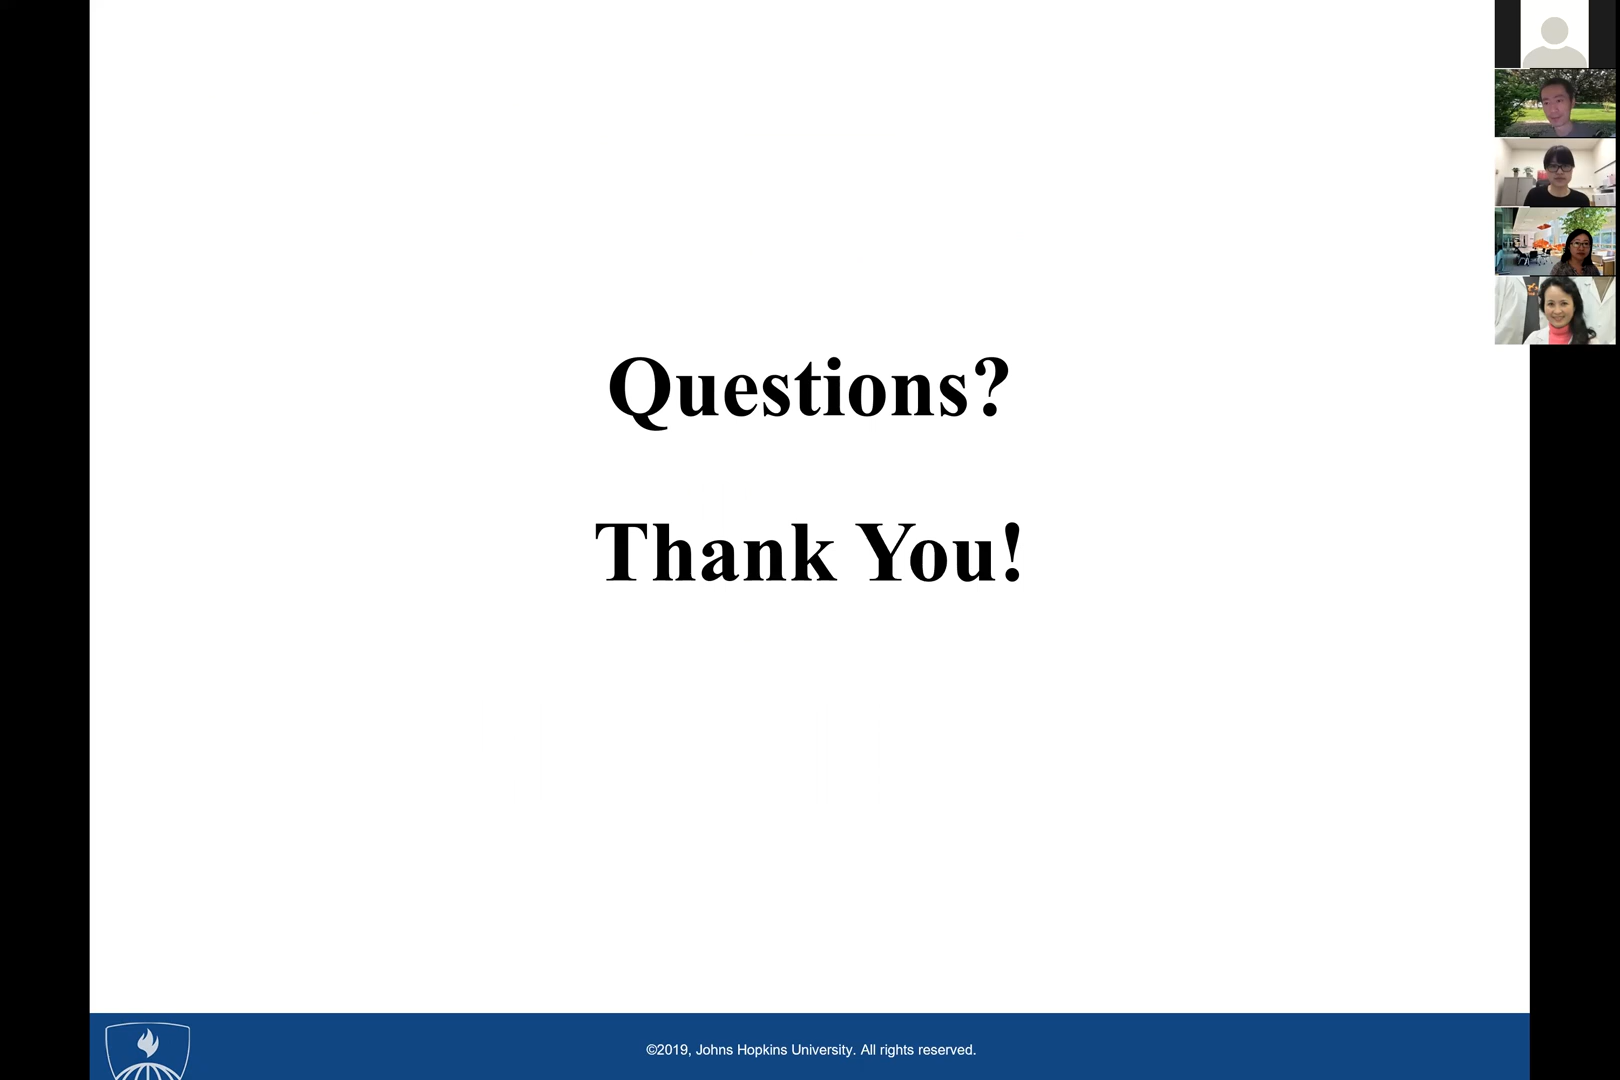 Questions?
Thank You!
©2019, Johns Hopkins University. All rights reserved.